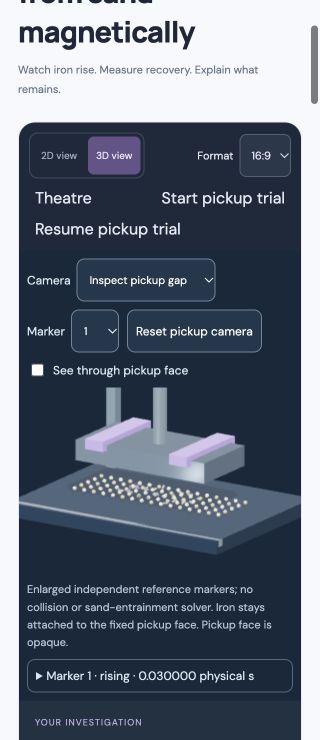 magnetically
Watch iron rise. Measure recovery. Explain what
remains.
2D view 3D view Format 16:9
Theatre Start pickup trial
Resume pickup trial
Camera Inspect pickup gap
Marker 1 Reset pickup camera
See through pickup face
Enlarged independent reference markers; no
collision or sand-entrainment solver. Iron stays
attached to the fixed pickup face. Pickup face is
opaque.
Marker 1 · rising · 0.030000 physical s
YOUR INVESTIGATION